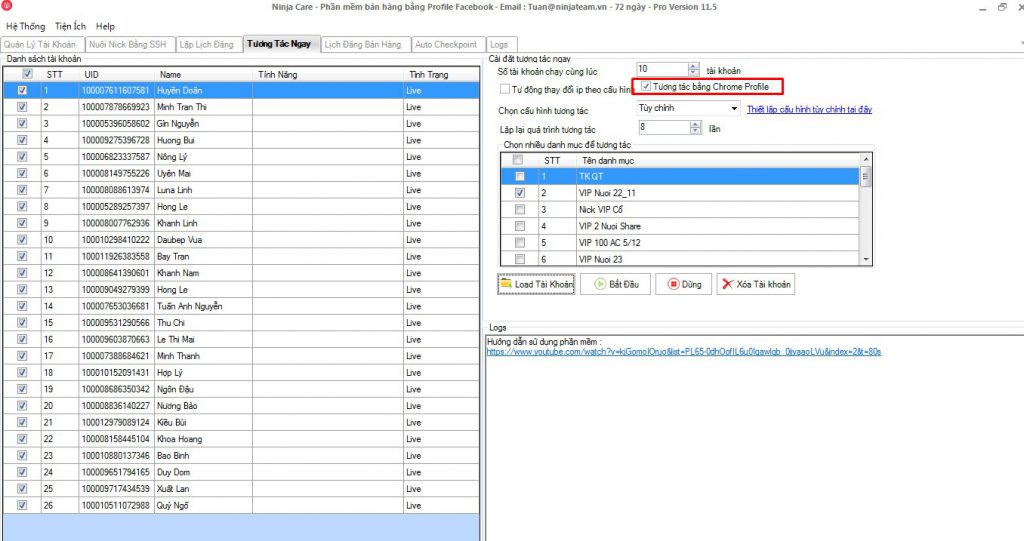 Ninja Care - Phần mềm bán hàng bằng Profile Facebook - Email : Tuan@ninjateam.vn - 72 ngày - Pro Version 11.5
Hệ Thống Tiện Ích Help
Quản Lý Tài Khoản Nuôi Nick Bằng SSH Lập Lịch Đăng Tương Tác Ngay Lịch Đăng Bán Hàng Auto Checkpoint Logs
Danh sách tài khoản
STT UID Name Tính Năng Tình Trạng
1 100007611607581 Huyền Doãn Live
2 100007878669923 Minh Tran Thi Live
3 100005396058602 Gin Nguyễn Live
4 100009275396728 Huong Bui Live
5 100006823337587 Nông Lý Live
6 100008149755226 Uyên Mai Live
7 100008088613974 Luna Linh Live
8 100005289257397 Hong Le Live
9 100008007762936 Khanh Linh Live
10 100010298410222 Daubep Vua Live
11 100011926383558 Bay Tran Live
12 100008641390601 Khanh Nam Live
13 100009049279399 Hong Le Live
14 100007653036681 Tuấn Anh Nguyễn Live
15 100009531290566 Thu Chi Live
16 100009603870663 Le Thi Mai Live
17 100007388684621 Minh Thanh Live
18 100010152091431 Hợp Lý Live
19 100008686350342 Ngôn Đậu Live
20 100008836140227 Nương Bảo Live
21 100012979089124 Kiều Bùi Live
22 100008158445104 Khoa Hoang Live
23 100010880137346 Bao Binh Live
24 100009651794165 Duy Dom Live
25 100009717434539 Xuất Lan Live
26 100010511072988 Quý Ngố Live
Cài đặt tương tác ngay
Số tài khoản chạy cùng lúc 10 tài khoản
Tự động thay đổi ip theo cấu hình Tương tác bằng Chrome Profile
Chọn cấu hình tương tác Tùy chỉnh Thiết lập cấu hình tùy chỉnh tại đây
Lặp lại quá trình tương tác 8 lần
Chọn nhiều danh mục để tương tác
STT Tên danh mục
1 TK QT
2 VIP Nuoi 22_11
3 Nick VIP Cổ
4 VIP 2 Nuoi Share
5 VIP 100 AC 5/12
6 VIP Nuoi 23
Load Tài Khoản Bắt Đầu Dừng Xóa Tài khoản
Logs
Hướng dẫn sử dụng phần mềm :